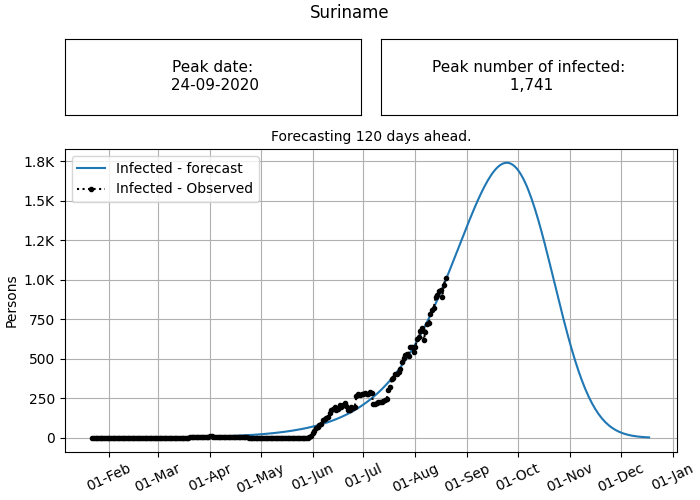 Suriname
Peak date:
24-09-2020
Peak number of infected:
1,741
Forecasting 120 days ahead.
Infected - forecast
Infected - Observed
Persons
1.8K
1.5K
1.2K
1.0K
750
500
250
0
01-Feb
01-Mar
01-Apr
01-May
01-Jun
01-Jul
01-Aug
01-Sep
01-Oct
01-Nov
01-Dec
01-Jan